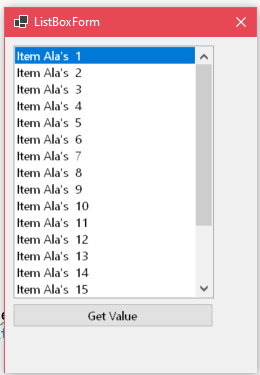 ListBoxForm
Item Ala's 1
Item Ala's 2
Item Ala's 3
Item Ala's 4
Item Ala's 5
Item Ala's 6
Item Ala's 7
Item Ala's 8
Item Ala's 9
Item Ala's 10
Item Ala's 11
Item Ala's 12
Item Ala's 13
Item Ala's 14
Item Ala's 15
Get Value